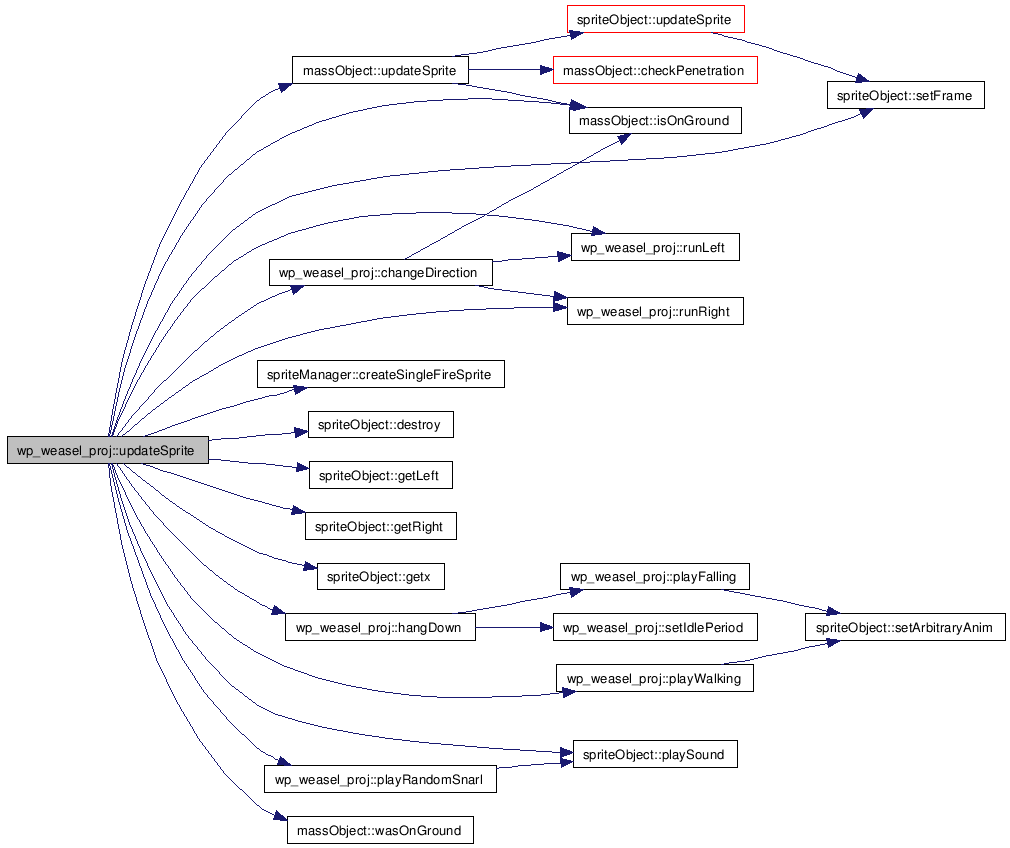 spriteObject::updateSprite
massObject::updateSprite
massObject::checkPenetration
spriteObject::setFrame
massObject::isOnGround
wp_weasel_proj::runLeft
wp_weasel_proj::changeDirection
wp_weasel_proj::runRight
spriteManager::createSingleFireSprite
spriteObject::destroy
wp_weasel_proj::updateSprite
spriteObject::getLeft
spriteObject::getRight
spriteObject::getx
wp_weasel_proj::playFalling
wp_weasel_proj::hangDown
wp_weasel_proj::setIdlePeriod
spriteObject::setArbitraryAnim
wp_weasel_proj::playWalking
spriteObject::playSound
wp_weasel_proj::playRandomSnarl
massObject::wasOnGround